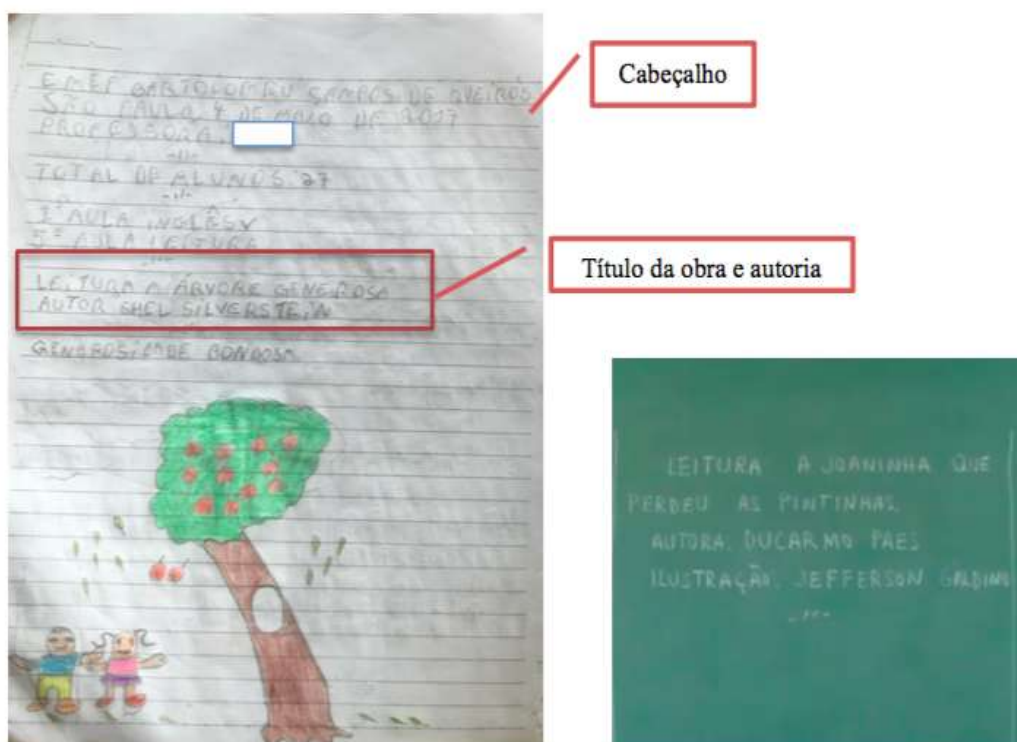 EMEF BARTOLOMEU CAMPOS DE QUEIRÓS
SÃO PAULO 4 DE MAIO DE 2017
PROFESSORA.
TOTAL DE ALUNOS 27
1ª AULA INGLÊS
5ª AULA LEITURA
LEITURA A ÁRVORE GENEROSA
AUTOR SHEL SILVERSTEIN
GENEROSIDADE BONDOSA
Cabeçalho
Título da obra e autoria
LEITURA A JOANINHA QUE
PERDEU AS PINTINHAS.
AUTORA: DUCARMO PAES
ILUSTRAÇÃO: JEFFERSON GALDINO